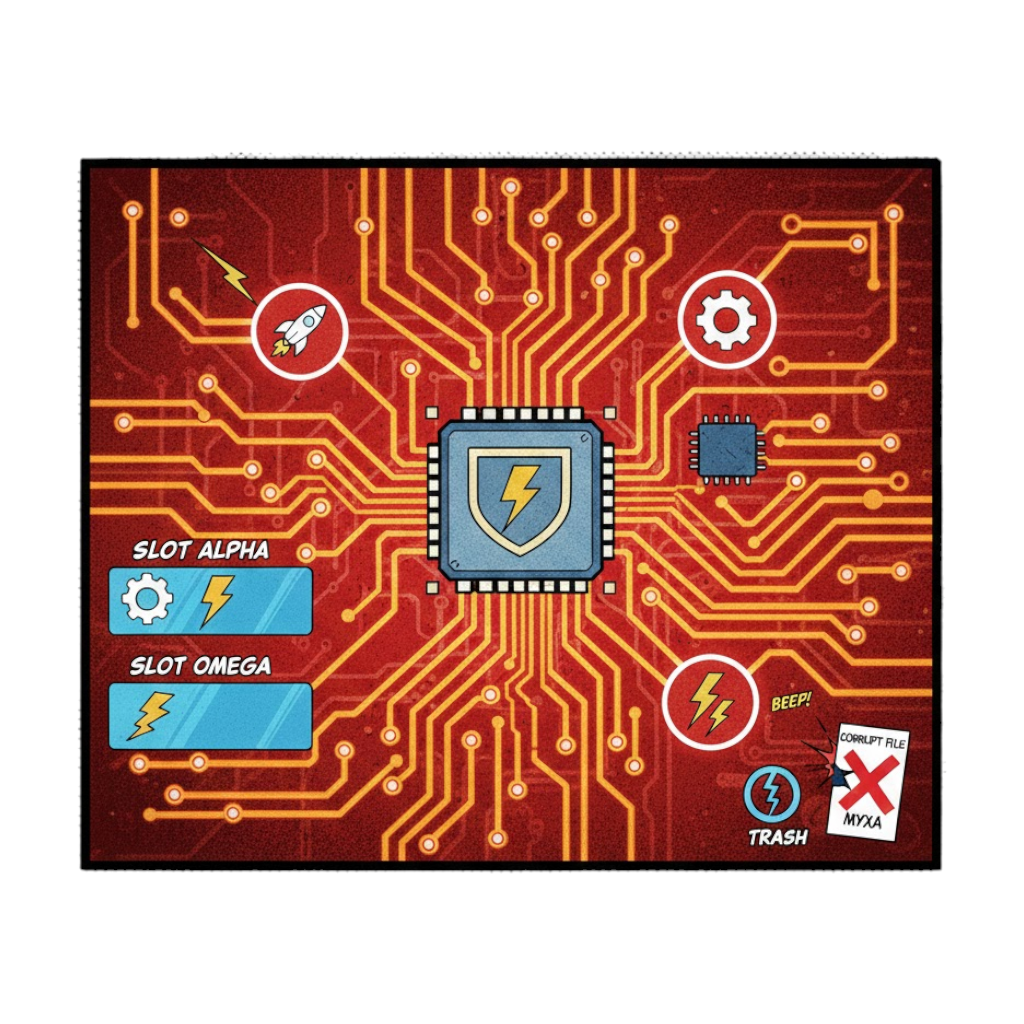 SLOT ALPHA
SLOT OMEGA
BEEP!
CORRUPT FILE
MYXA
TRASH